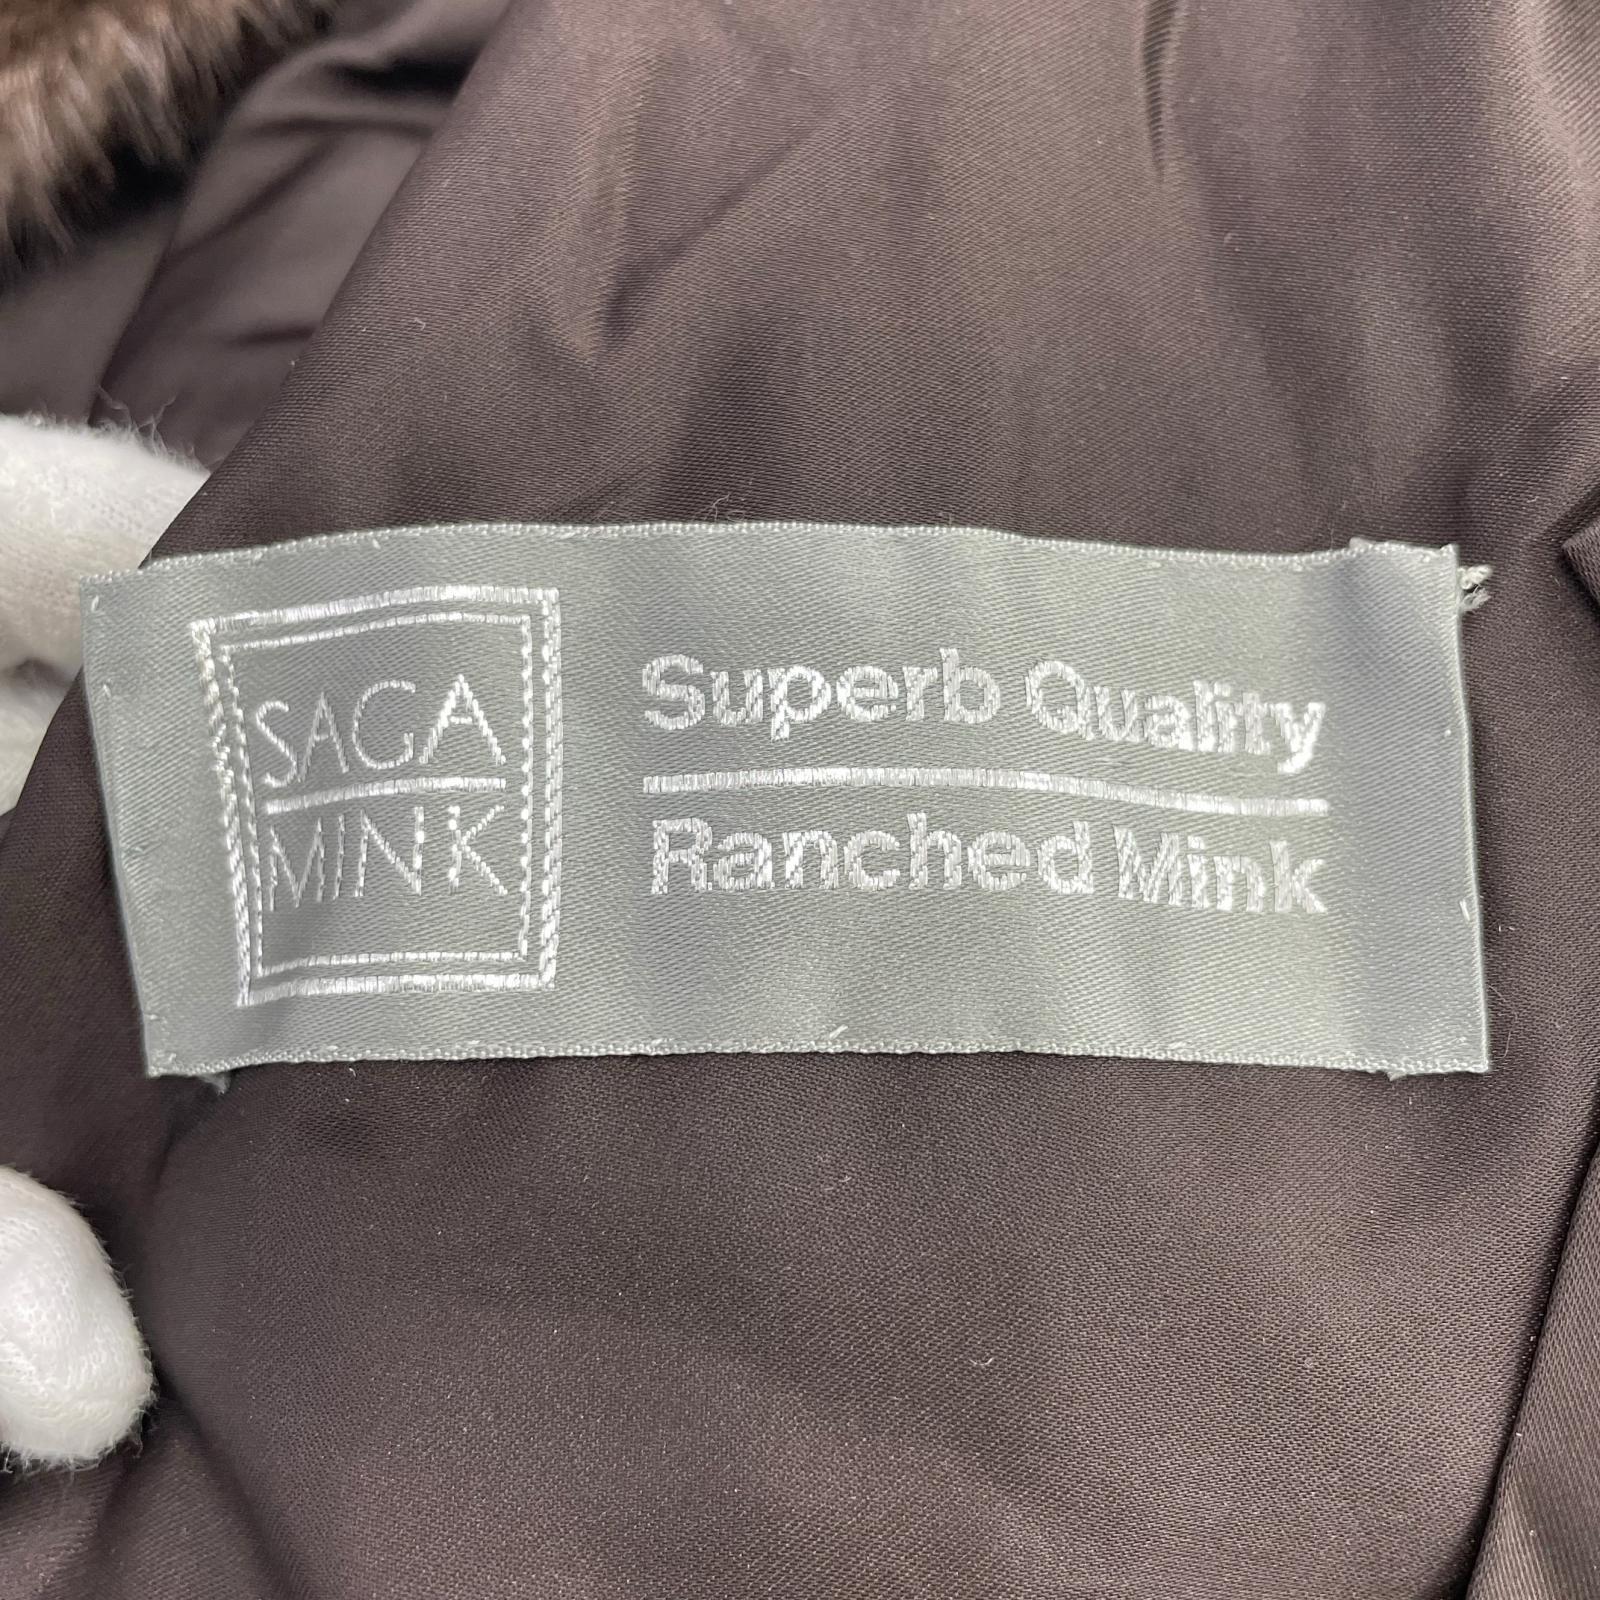 SAGA
MINK
Superb Quality
Ranched Mink